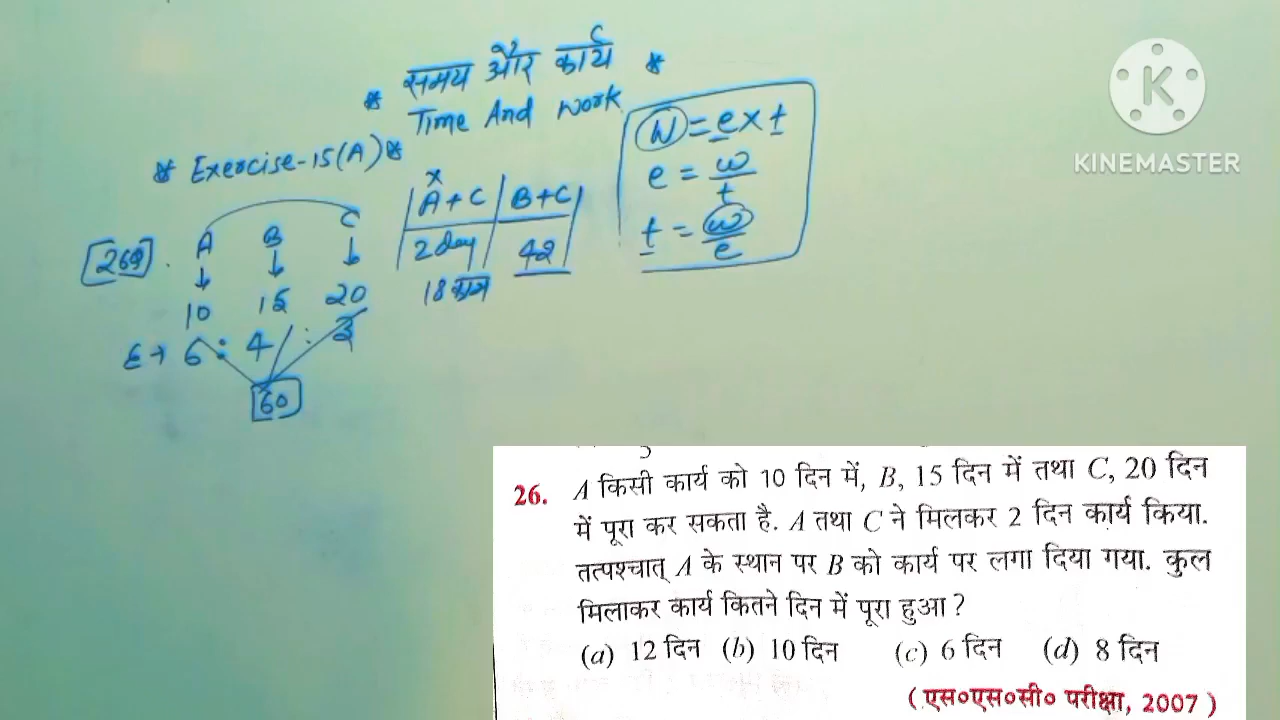 * समय और कार्य *
Time And Work
* Exercise-15(A) *
W = e x t
e = w/t
t = w/e
A + C | B + C
x
2 day | 42
18 काम
26
A B C
10 15 20
E → 6 : 4 : 3
60
KINEMASTER
26. A किसी कार्य को 10 दिन में, B, 15 दिन में तथा C, 20 दिन
में पूरा कर सकता है. A तथा C ने मिलकर 2 दिन कार्य किया.
तत्पश्चात् A के स्थान पर B को कार्य पर लगा दिया गया. कुल
मिलाकर कार्य कितने दिन में पूरा हुआ ?
(a) 12 दिन (b) 10 दिन (c) 6 दिन (d) 8 दिन
( एस०एस०सी० परीक्षा, 2007 )